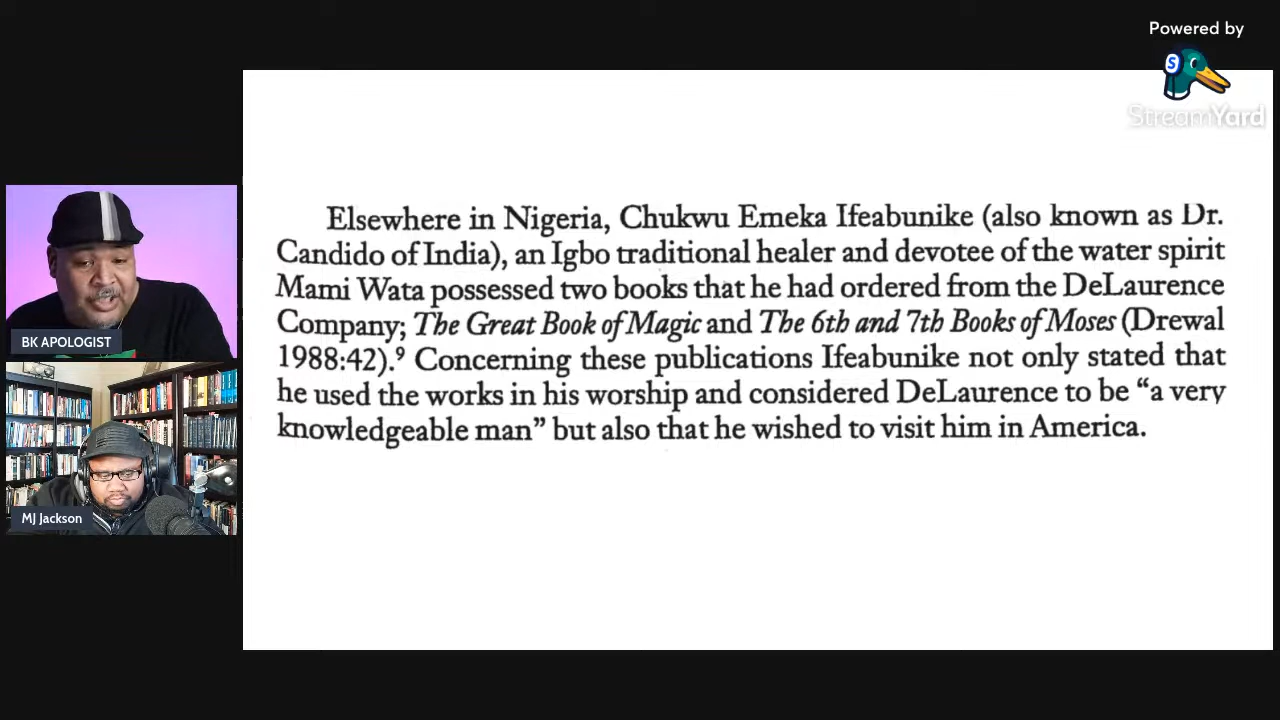 Powered by
StreamYard
Elsewhere in Nigeria, Chukwu Emeka Ifeabunike (also known as Dr.
Candido of India), an Igbo traditional healer and devotee of the water spirit
Mami Wata possessed two books that he had ordered from the DeLaurence
Company; The Great Book of Magic and The 6th and 7th Books of Moses (Drewal
1988:42).⁹ Concerning these publications Ifeabunike not only stated that
he used the works in his worship and considered DeLaurence to be “a very
knowledgeable man” but also that he wished to visit him in America.
BK APOLOGIST
MJ Jackson